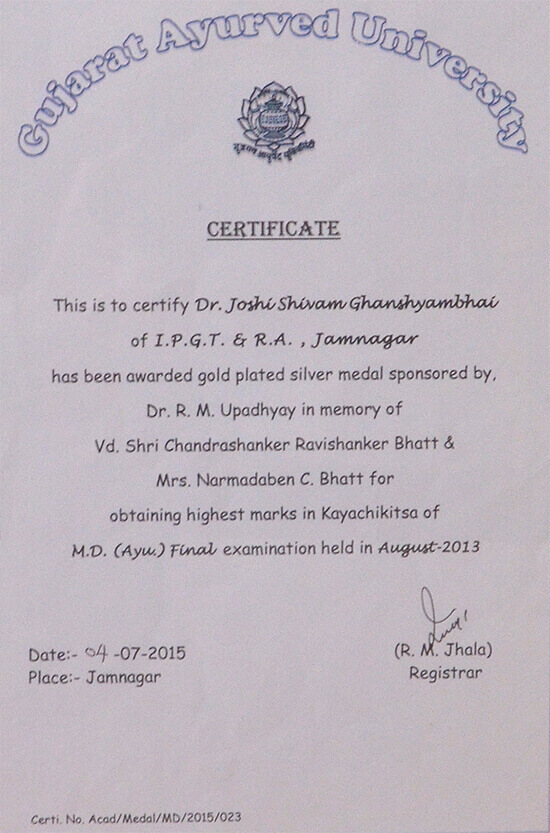 Gujarat Ayurved University
CERTIFICATE
This is to certify Dr. Joshi Shivam Ghanshyambhai
of I.P.G.T. & R.A. , Jamnagar
has been awarded gold plated silver medal sponsored by,
Dr. R. M. Upadhyay in memory of
Vd. Shri Chandrashanker Ravishanker Bhatt &
Mrs. Narmadaben C. Bhatt for
obtaining highest marks in Kayachikitsa of
M.D. (Ayu.) Final examination held in August-2013
Date:- 04 -07-2015
Place:- Jamnagar
(R. M. Jhala)
Registrar
Certi. No. Acad/Medal/MD/2015/023